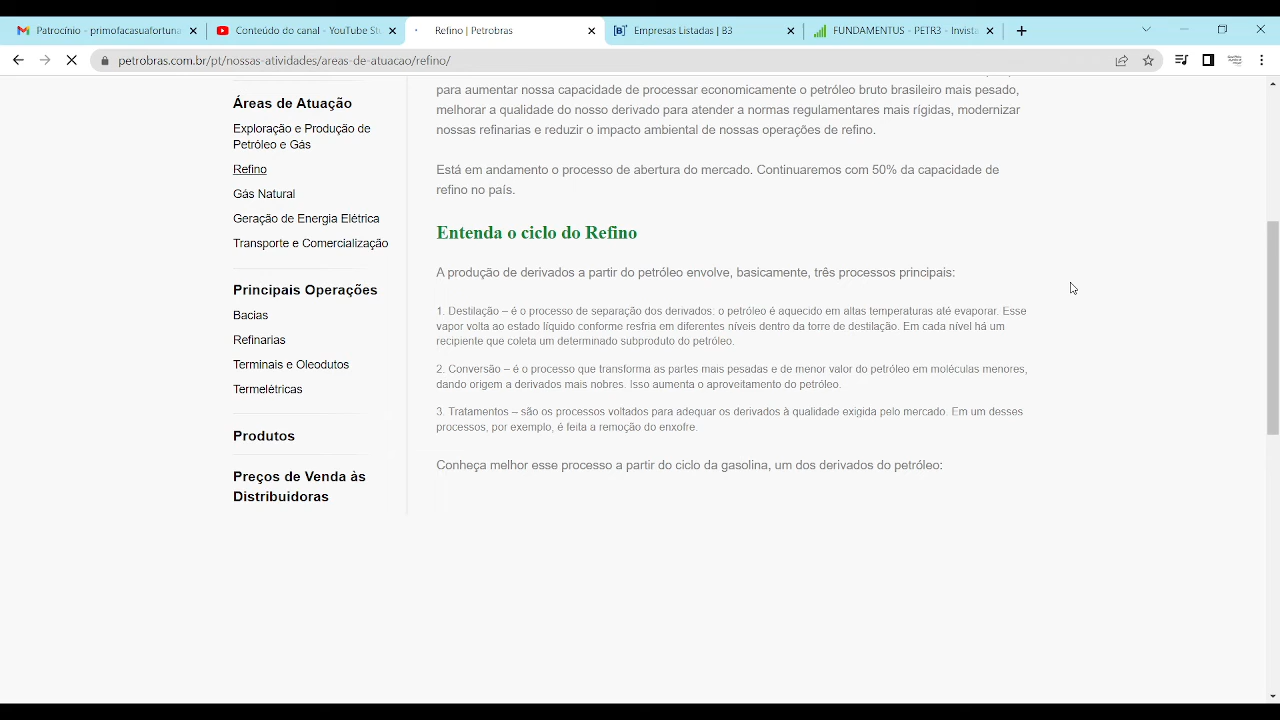 Patrocínio - primofacasuafortuna
Conteúdo do canal - YouTube Stu
Refino | Petrobras
Empresas Listadas | B3
FUNDAMENTUS - PETR3 - Invista
petrobras.com.br/pt/nossas-atividades/areas-de-atuacao/refino/
Áreas de Atuação
Exploração e Produção de
Petróleo e Gás
Refino
Gás Natural
Geração de Energia Elétrica
Transporte e Comercialização
Principais Operações
Bacias
Refinarias
Terminais e Oleodutos
Termelétricas
Produtos
Preços de Venda às
Distribuidoras
para aumentar nossa capacidade de processar economicamente o petróleo bruto brasileiro mais pesado,
melhorar a qualidade do nosso derivado para atender a normas regulamentares mais rígidas, modernizar
nossas refinarias e reduzir o impacto ambiental de nossas operações de refino.
Está em andamento o processo de abertura do mercado. Continuaremos com 50% da capacidade de
refino no país.
Entenda o ciclo do Refino
A produção de derivados a partir do petróleo envolve, basicamente, três processos principais:
1. Destilação – é o processo de separação dos derivados. o petróleo é aquecido em altas temperaturas até evaporar. Esse
vapor volta ao estado líquido conforme resfria em diferentes níveis dentro da torre de destilação. Em cada nível há um
recipiente que coleta um determinado subproduto do petróleo.
2. Conversão – é o processo que transforma as partes mais pesadas e de menor valor do petróleo em moléculas menores,
dando origem a derivados mais nobres. Isso aumenta o aproveitamento do petróleo.
3. Tratamentos – são os processos voltados para adequar os derivados à qualidade exigida pelo mercado. Em um desses
processos, por exemplo, é feita a remoção do enxofre.
Conheça melhor esse processo a partir do ciclo da gasolina, um dos derivados do petróleo: